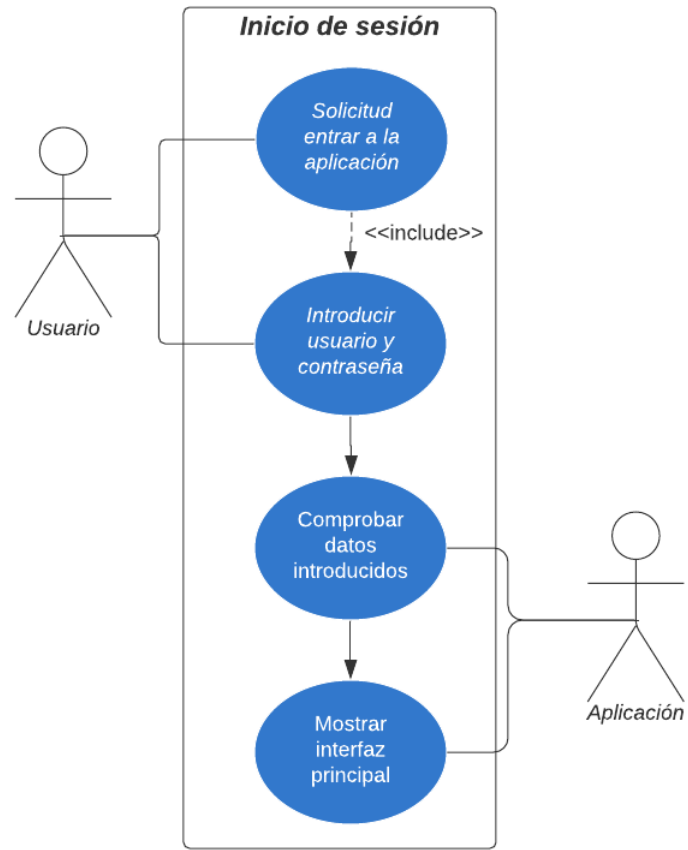 Inicio de sesión
Solicitud
entrar a la
aplicación
<<include>>
Introducir
usuario y
contraseña
Usuario
Comprobar
datos
introducidos
Aplicación
Mostrar
interfaz
principal